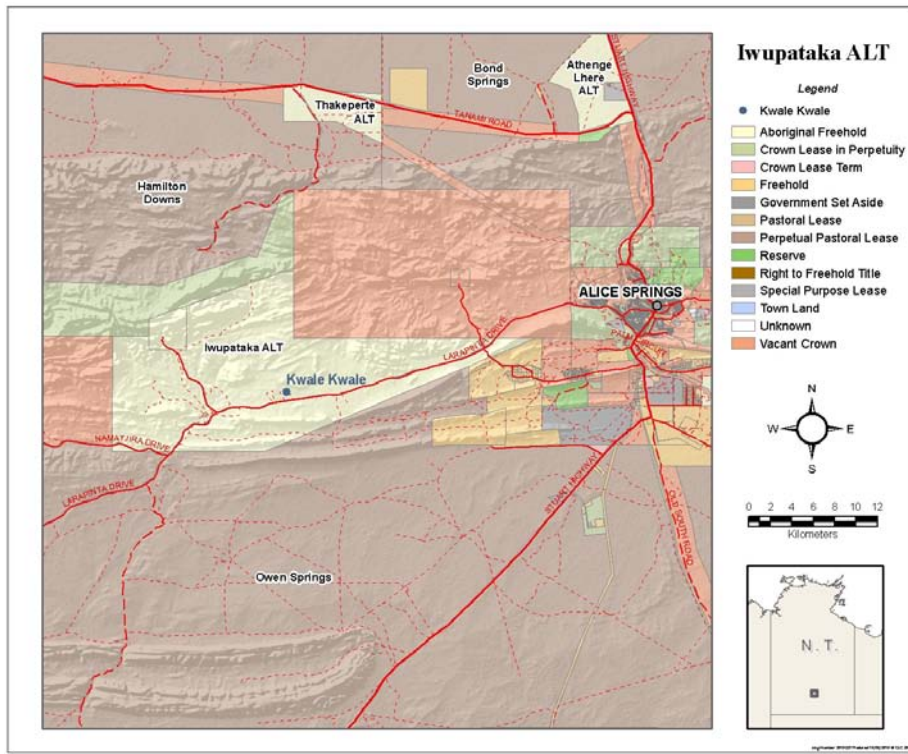 Iwupataka ALT
Legend
Kwale Kwale
Aboriginal Freehold
Crown Lease in Perpetuity
Crown Lease Term
Freehold
Government Set Aside
Pastoral Lease
Perpetual Pastoral Lease
Reserve
Right to Freehold Title
Special Purpose Lease
Town Land
Unknown
Vacant Crown
N
W E
S
0 2 4 6 8 10 12
Kilometers
N. T.
Bond
Springs
Athenge
Lhere
ALT
STUART HIGHWAY
Thakeperte
ALT
TANAMI ROAD
Hamilton
Downs
ALICE SPRINGS
LARAPINTA DRIVE
Iwupataka ALT
Kwale Kwale
NAMATJIRA DRIVE
LARAPINTA DRIVE
STUART HIGHWAY
OLD SOUTH ROAD
Owen Springs